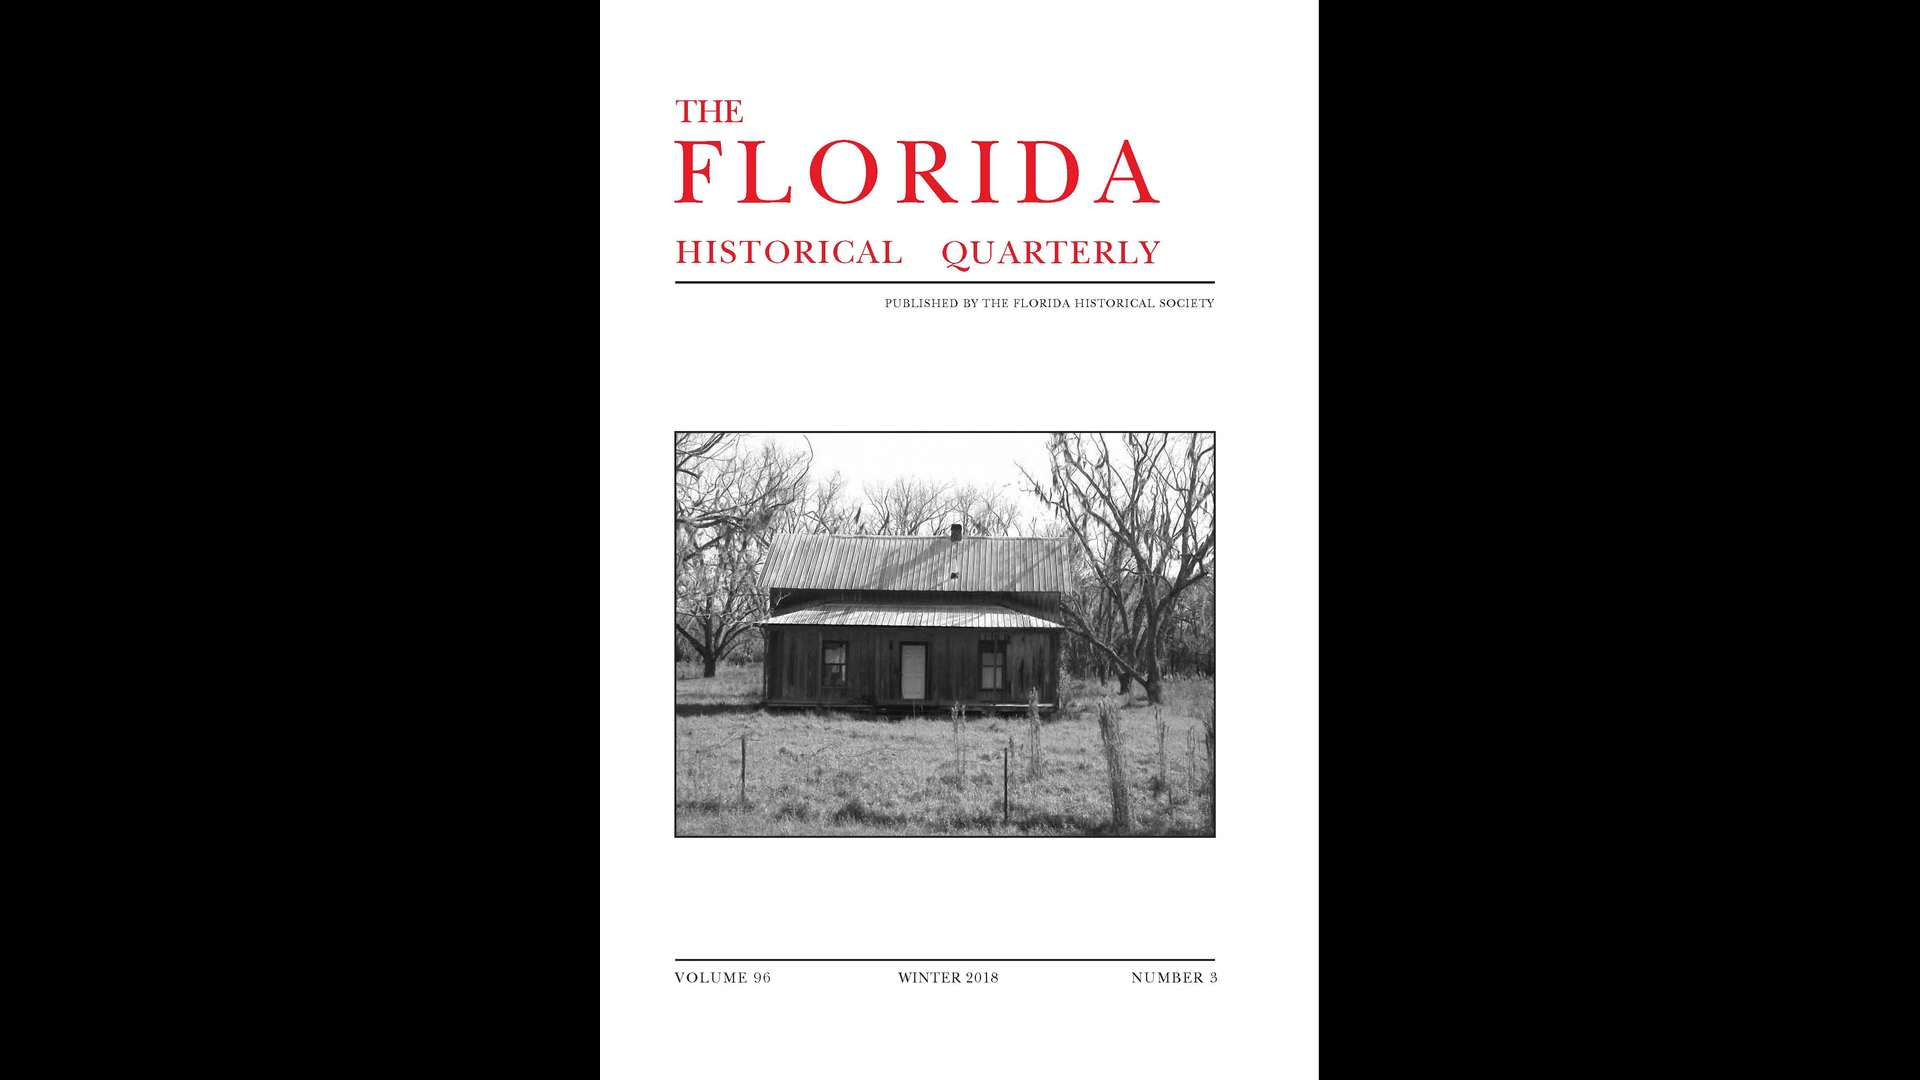 THE
FLORIDA
HISTORICAL QUARTERLY
PUBLISHED BY THE FLORIDA HISTORICAL SOCIETY
VOLUME 96 WINTER 2018 NUMBER 3